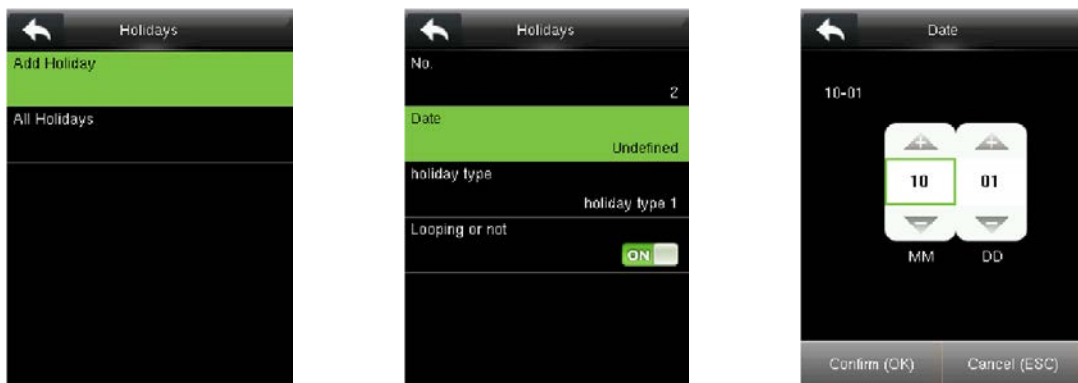 Holidays
Add Holiday
All Holidays
Holidays
No.
2
Date
Undefined
holiday type
holiday type 1
Looping or not
ON
Date
10-01
10 01
MM DD
Confirm (OK) Cancel (ESC)